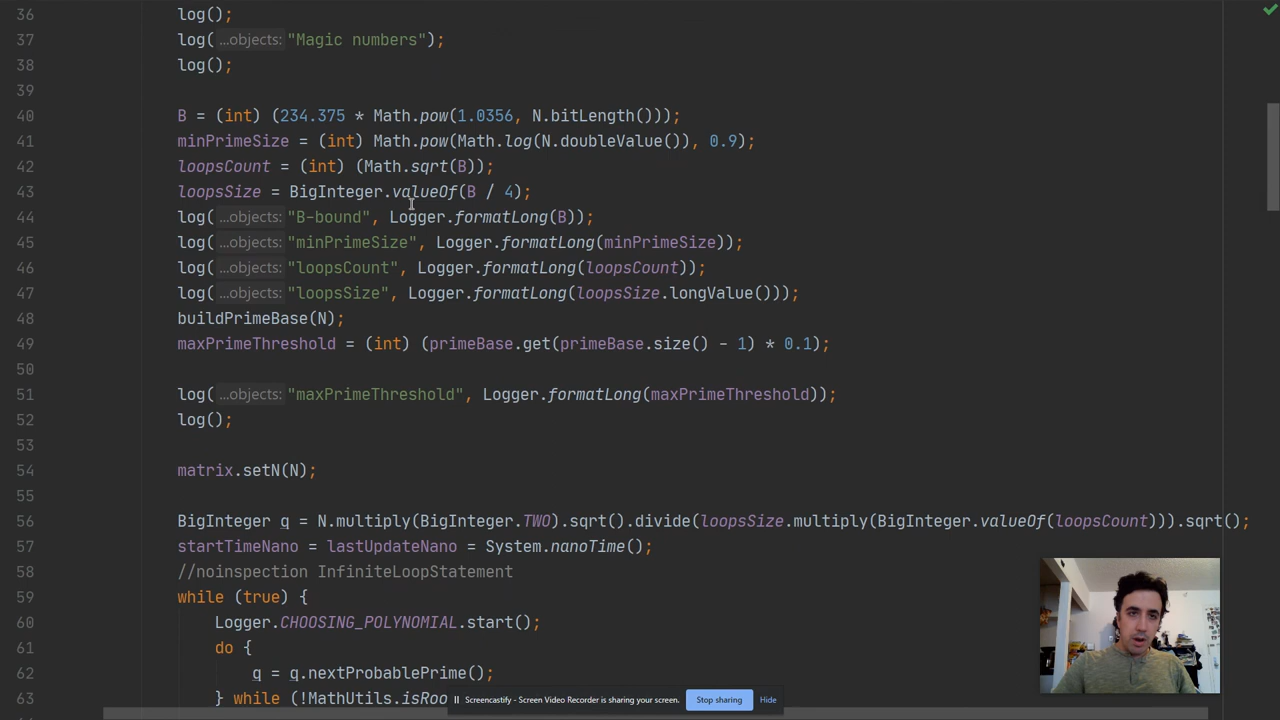 36 log();
37 log( …objects: "Magic numbers");
38 log();
39
40 B = (int) (234.375 * Math.pow(1.0356, N.bitLength()));
41 minPrimeSize = (int) Math.pow(Math.log(N.doubleValue()), 0.9);
42 loopsCount = (int) (Math.sqrt(B));
43 loopsSize = BigInteger.valueOf(B / 4);
44 log( …objects: "B-bound", Logger.formatLong(B));
45 log( …objects: "minPrimeSize", Logger.formatLong(minPrimeSize));
46 log( …objects: "loopsCount", Logger.formatLong(loopsCount));
47 log( …objects: "loopsSize", Logger.formatLong(loopsSize.longValue()));
48 buildPrimeBase(N);
49 maxPrimeThreshold = (int) (primeBase.get(primeBase.size() - 1) * 0.1);
50
51 log( …objects: "maxPrimeThreshold", Logger.formatLong(maxPrimeThreshold));
52 log();
53
54 matrix.setN(N);
55
56 BigInteger q = N.multiply(BigInteger.TWO).sqrt().divide(loopsSize.multiply(BigInteger.valueOf(loopsCount))).sqrt();
57 startTimeNano = lastUpdateNano = System.nanoTime();
58 //noinspection InfiniteLoopStatement
59 while (true) {
60 Logger.CHOOSING_POLYNOMIAL.start();
61 do {
62 q = q.nextProbablePrime();
63 } while (!MathUtils.isRoo
Screencastify - Screen Video Recorder is sharing your screen. Stop sharing Hide